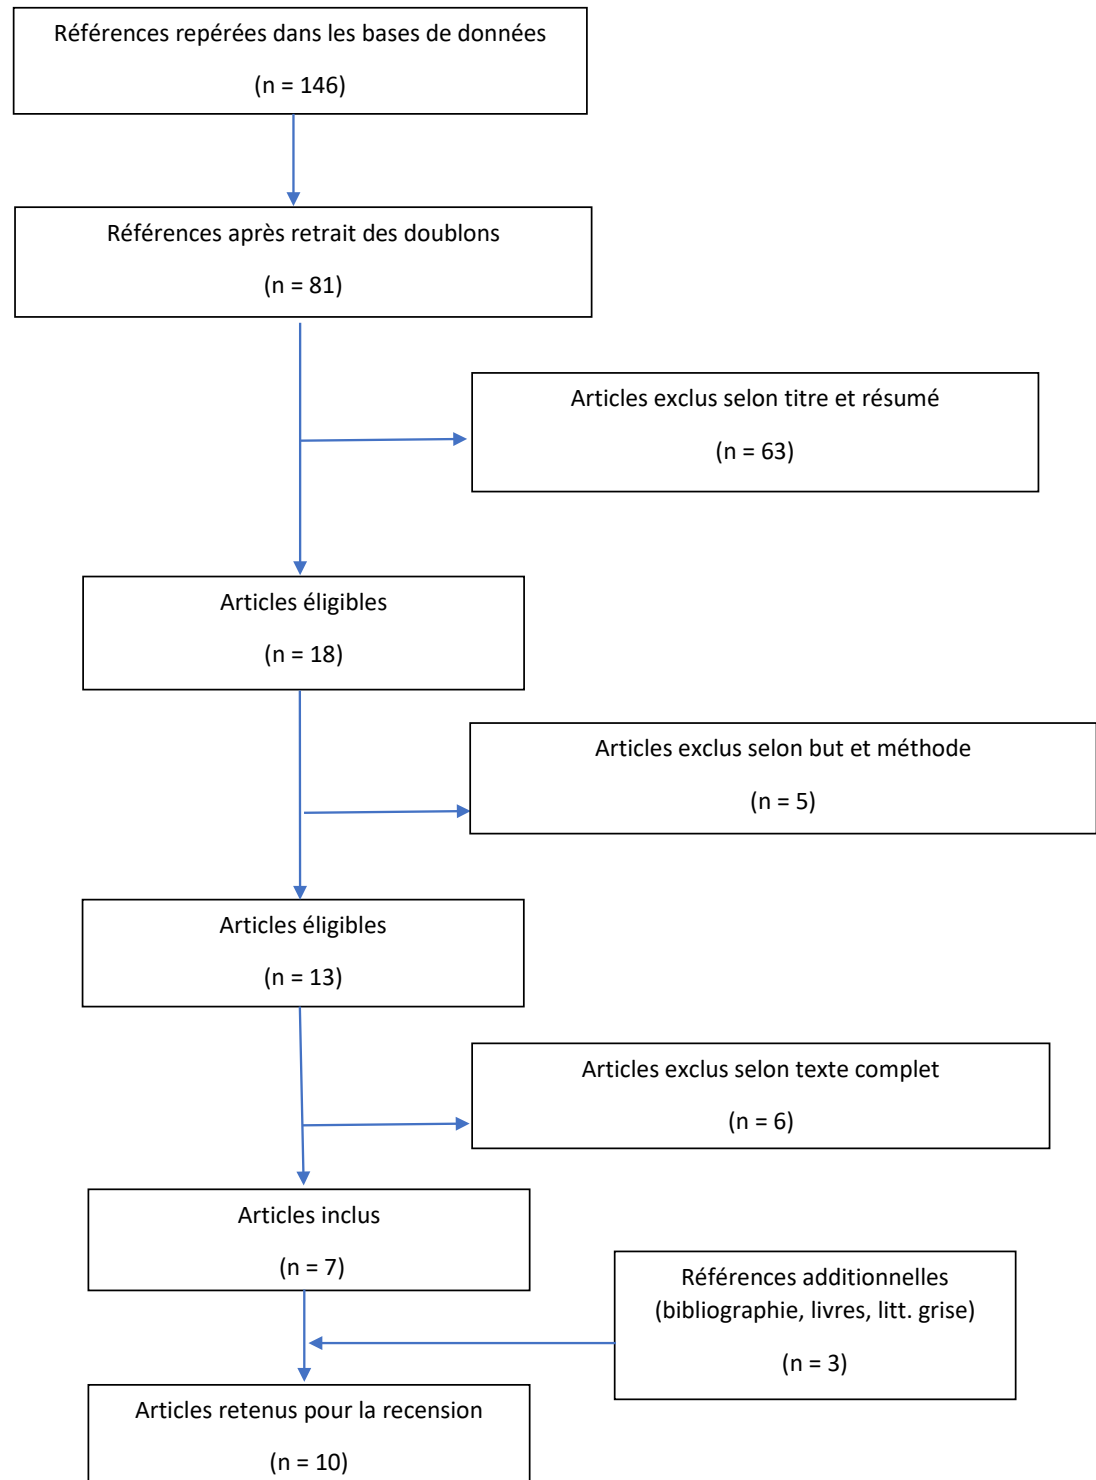 Références repérées dans les bases de données
(n = 146)
Références après retrait des doublons
(n = 81)
Articles exclus selon titre et résumé
(n = 63)
Articles éligibles
(n = 18)
Articles exclus selon but et méthode
(n = 5)
Articles éligibles
(n = 13)
Articles exclus selon texte complet
(n = 6)
Articles inclus
(n = 7)
Références additionnelles
(bibliographie, livres, litt. grise)
(n = 3)
Articles retenus pour la recension
(n = 10)